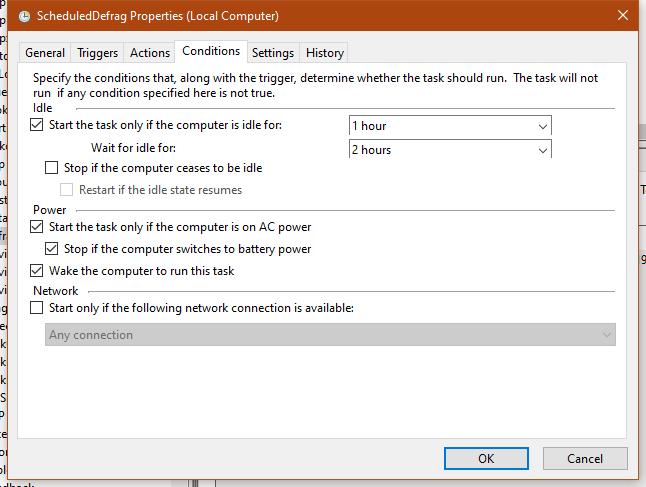 ScheduledDefrag Properties (Local Computer)
General Triggers Actions Conditions Settings History
Specify the conditions that, along with the trigger, determine whether the task should run. The task will not
run if any condition specified here is not true.
Idle
Start the task only if the computer is idle for: 1 hour
Wait for idle for: 2 hours
Stop if the computer ceases to be idle
Restart if the idle state resumes
Power
Start the task only if the computer is on AC power
Stop if the computer switches to battery power
Wake the computer to run this task
Network
Start only if the following network connection is available:
Any connection
OK Cancel